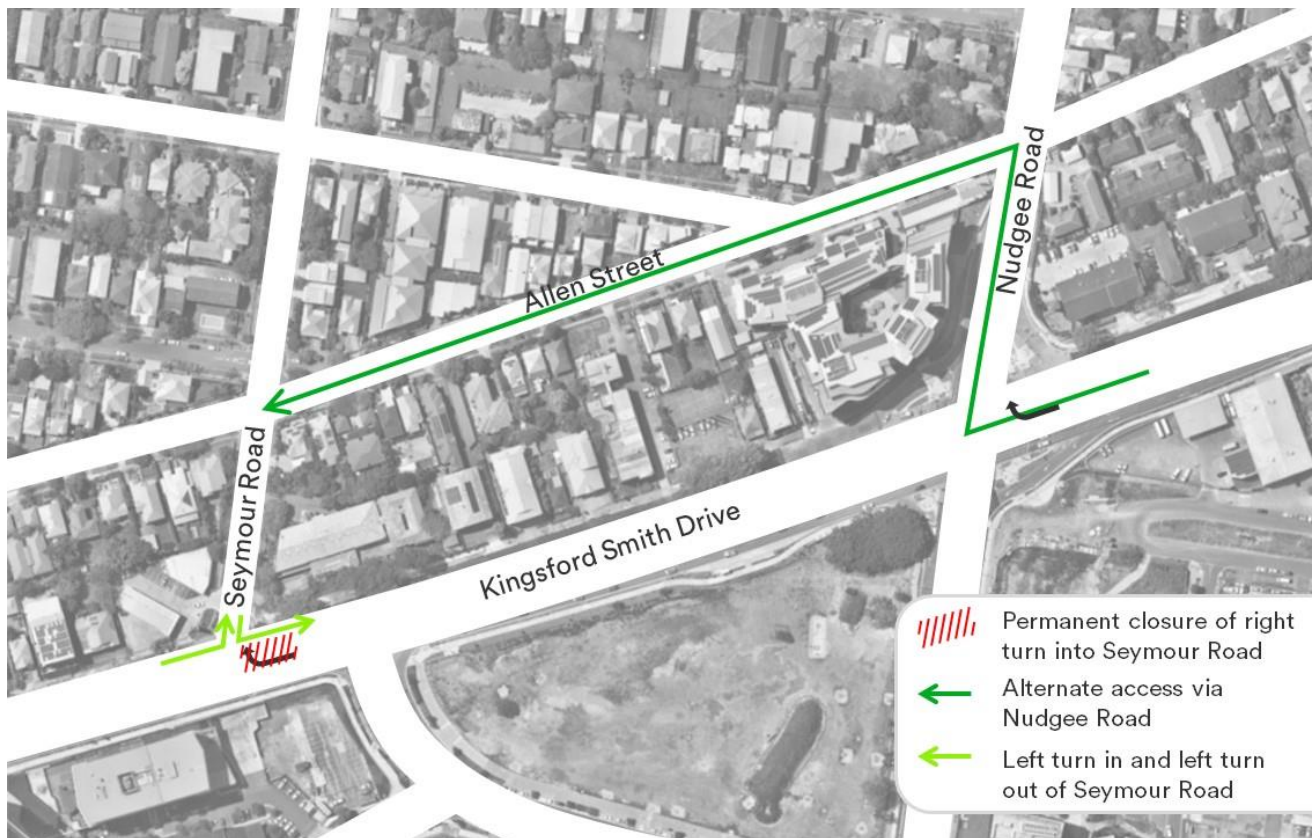 Nudgee Road
Allen Street
Seymour Road
Kingsford Smith Drive
Permanent closure of right
turn into Seymour Road
Alternate access via
Nudgee Road
Left turn in and left turn
out of Seymour Road